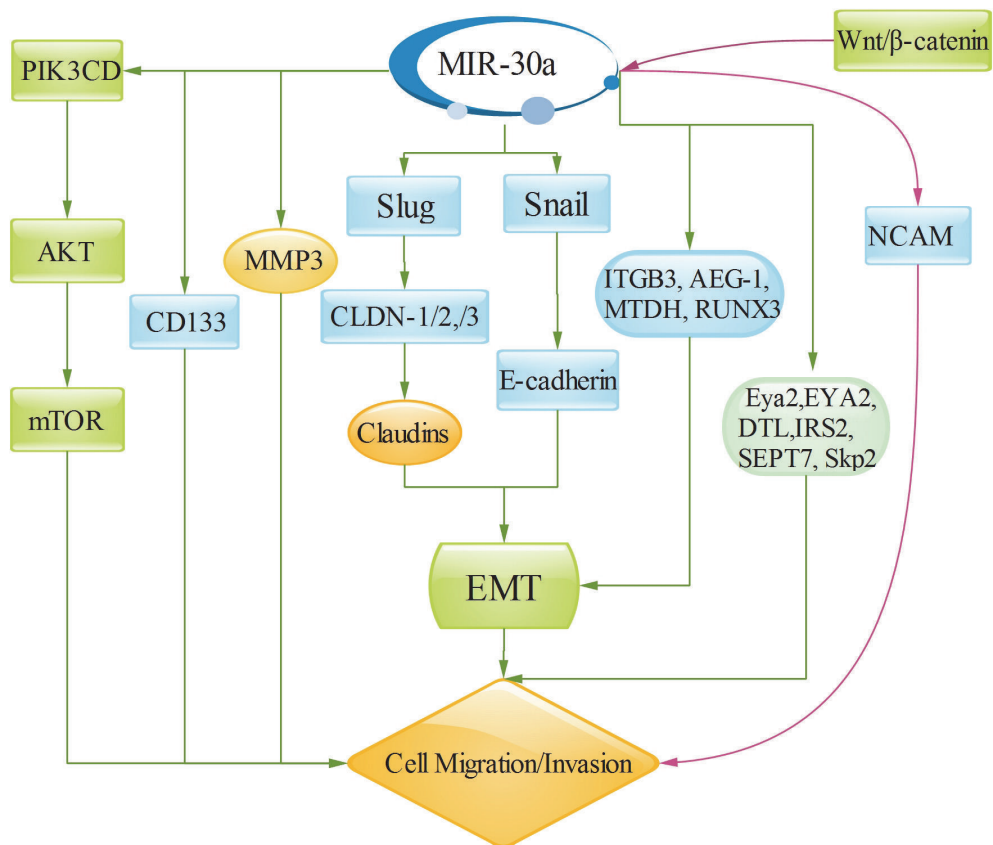 MIR-30a
Wnt/β-catenin
PIK3CD
Slug
Snail
AKT
MMP3
NCAM
ITGB3, AEG-1,
MTDH, RUNX3
CD133
CLDN-1/2,/3
E-cadherin
mTOR
Claudins
Eya2,EYA2,
DTL,IRS2,
SEPT7, Skp2
EMT
Cell Migration/Invasion